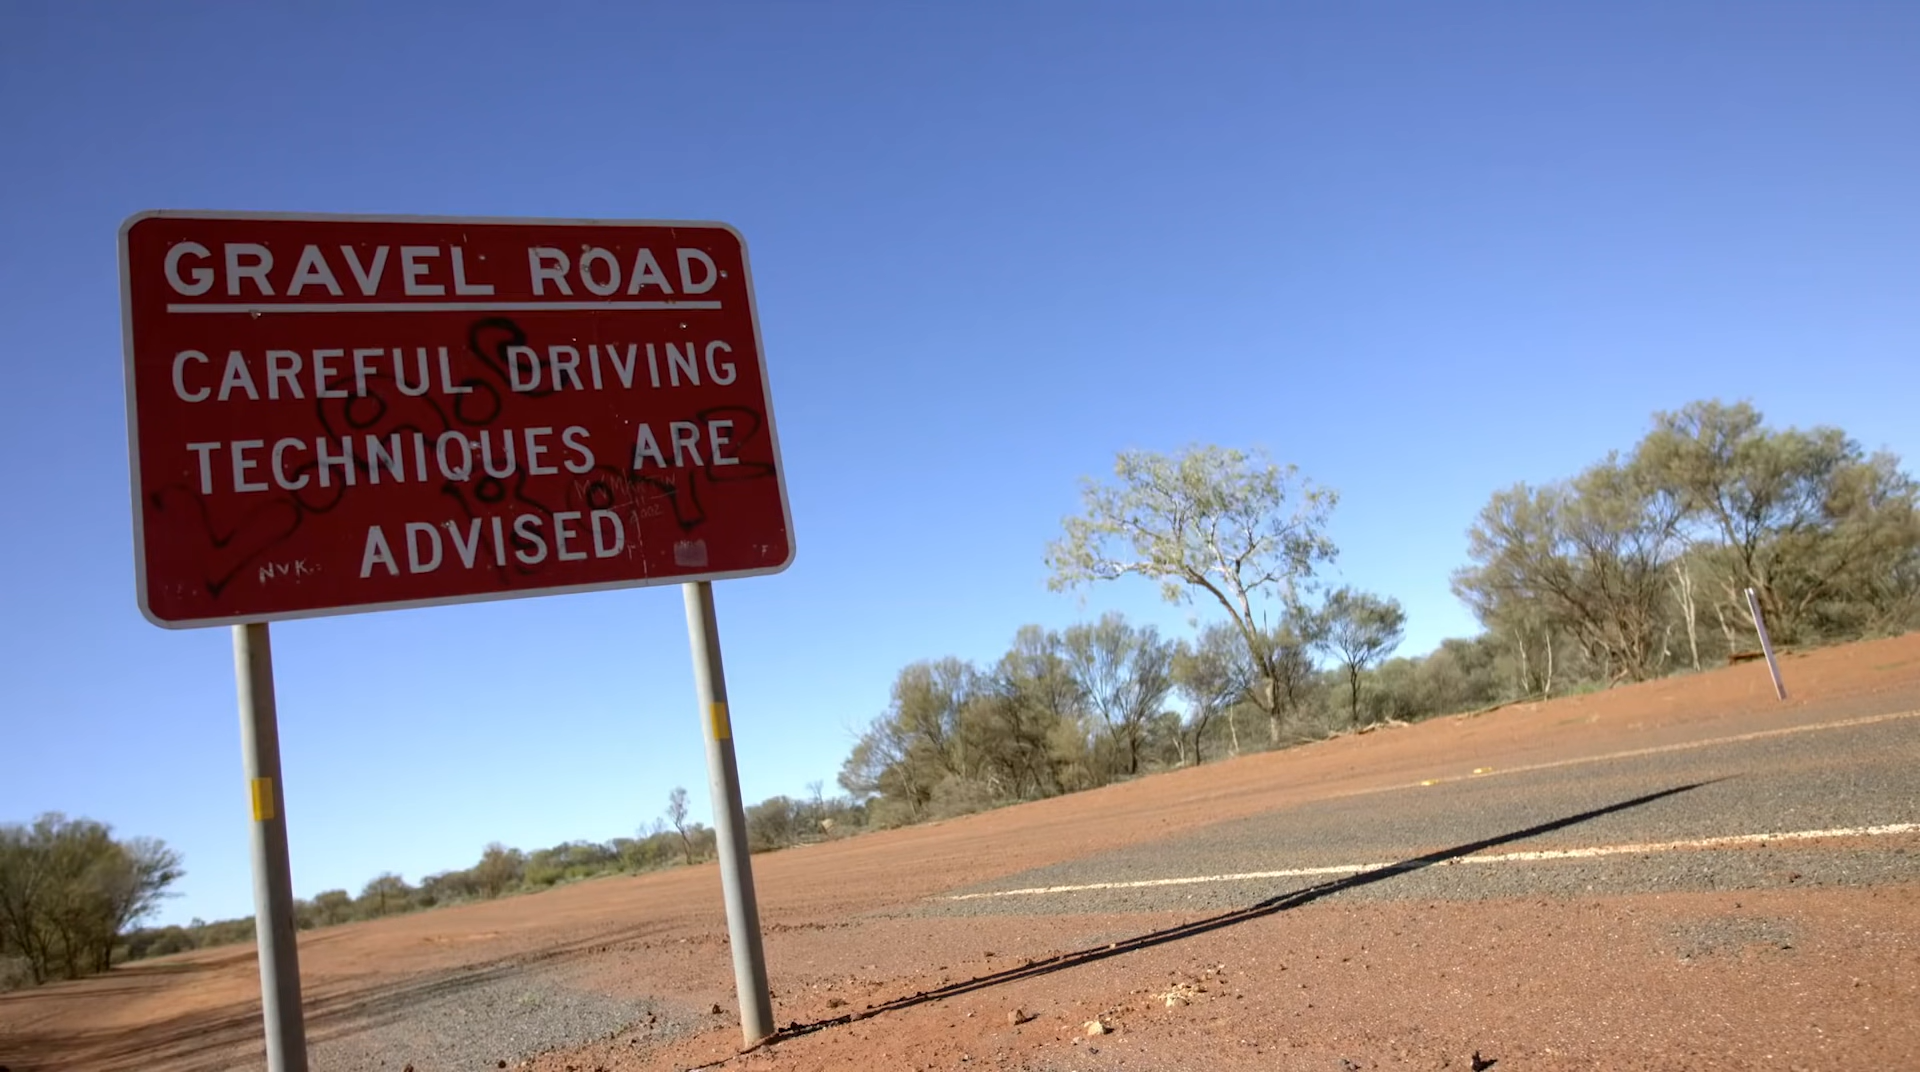 GRAVEL ROAD
CAREFUL DRIVING
TECHNIQUES ARE
ADVISED
NVK